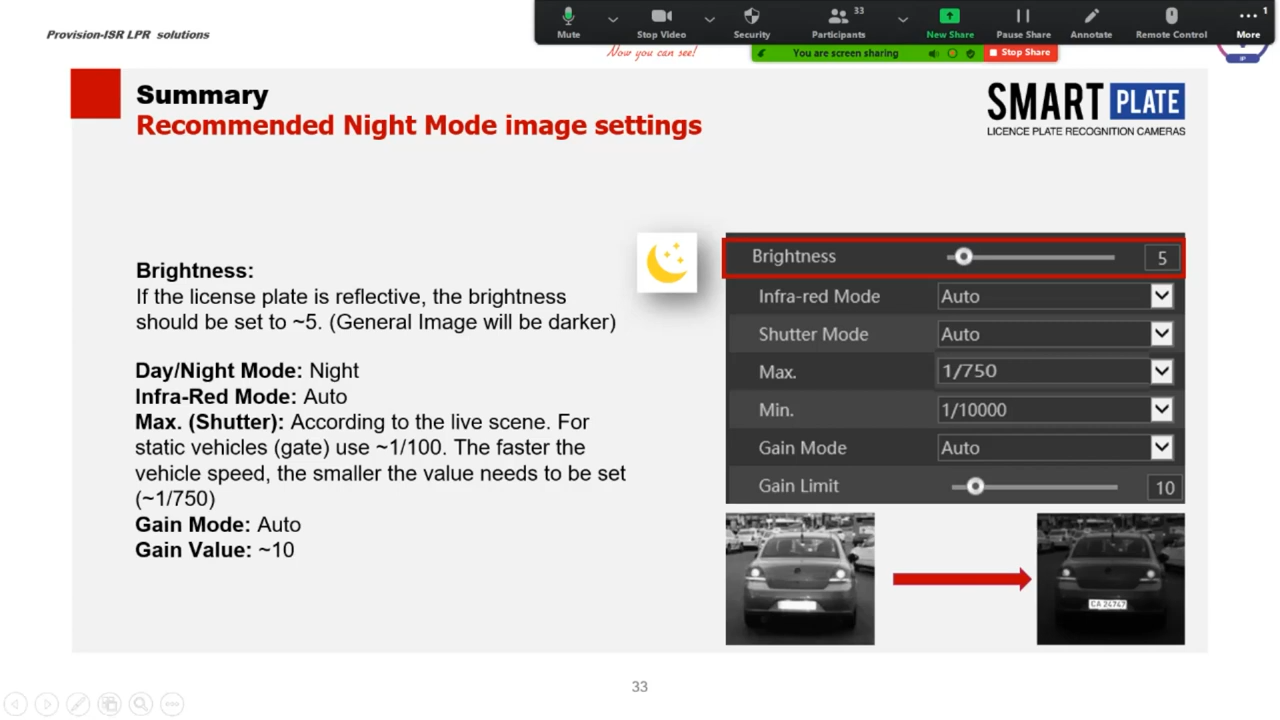 Provision-ISR LPR solutions
Mute
Stop Video
Security
33
Participants
New Share
Pause Share
Annotate
Remote Control
1
More
Now you can see!
You are screen sharing
Stop Share
IP
Summary
Recommended Night Mode image settings
SMART PLATE
LICENCE PLATE RECOGNITION CAMERAS
Brightness:
If the license plate is reflective, the brightness
should be set to ~5. (General Image will be darker)
Day/Night Mode: Night
Infra-Red Mode: Auto
Max. (Shutter): According to the live scene. For
static vehicles (gate) use ~1/100. The faster the
vehicle speed, the smaller the value needs to be set
(~1/750)
Gain Mode: Auto
Gain Value: ~10
Brightness 5
Infra-red Mode Auto
Shutter Mode Auto
Max. 1/750
Min. 1/10000
Gain Mode Auto
Gain Limit 10
CA 24747
33